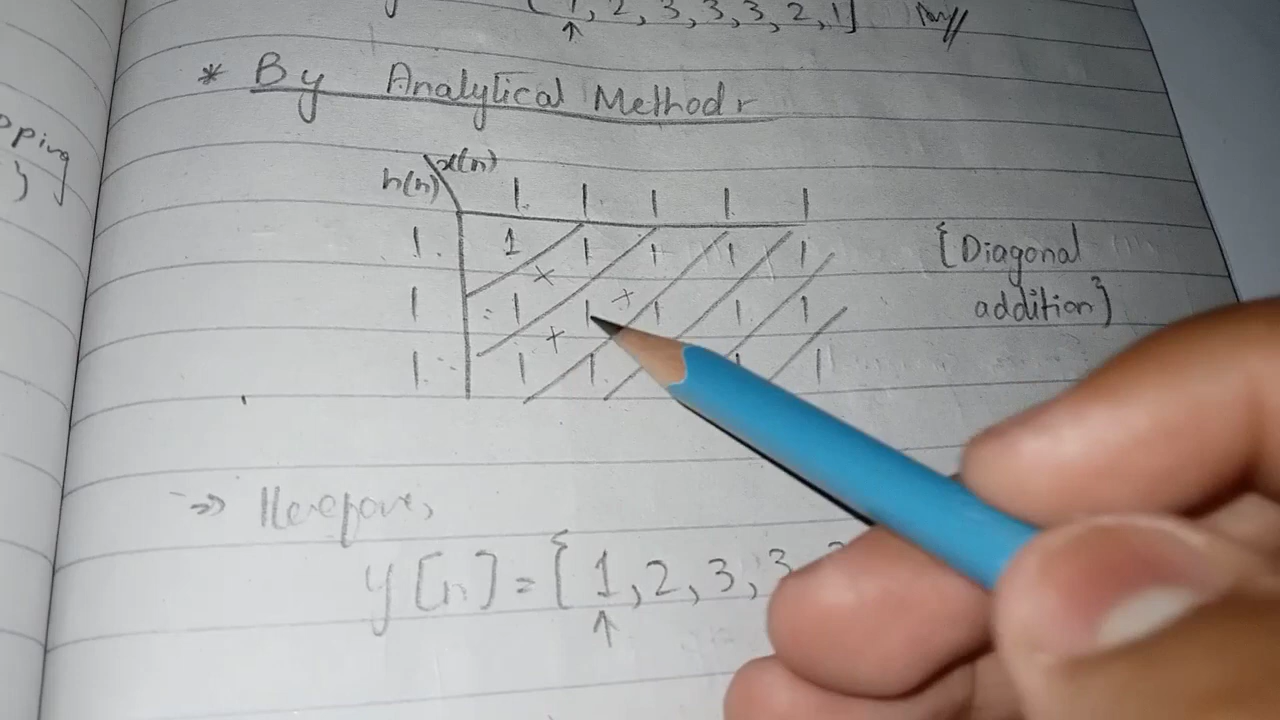 1, 2, 3, 3, 3, 2, 1]
* By Analytical Method :-
pping
}
x(n)
h(n) 1 1 1 1 1
1 1 1 1 1 1
1 1 1 1 1 1
1 1 1 1 1
{Diagonal
addition}
=> Therefore,
y[n] = { 1, 2, 3, 3,
↑